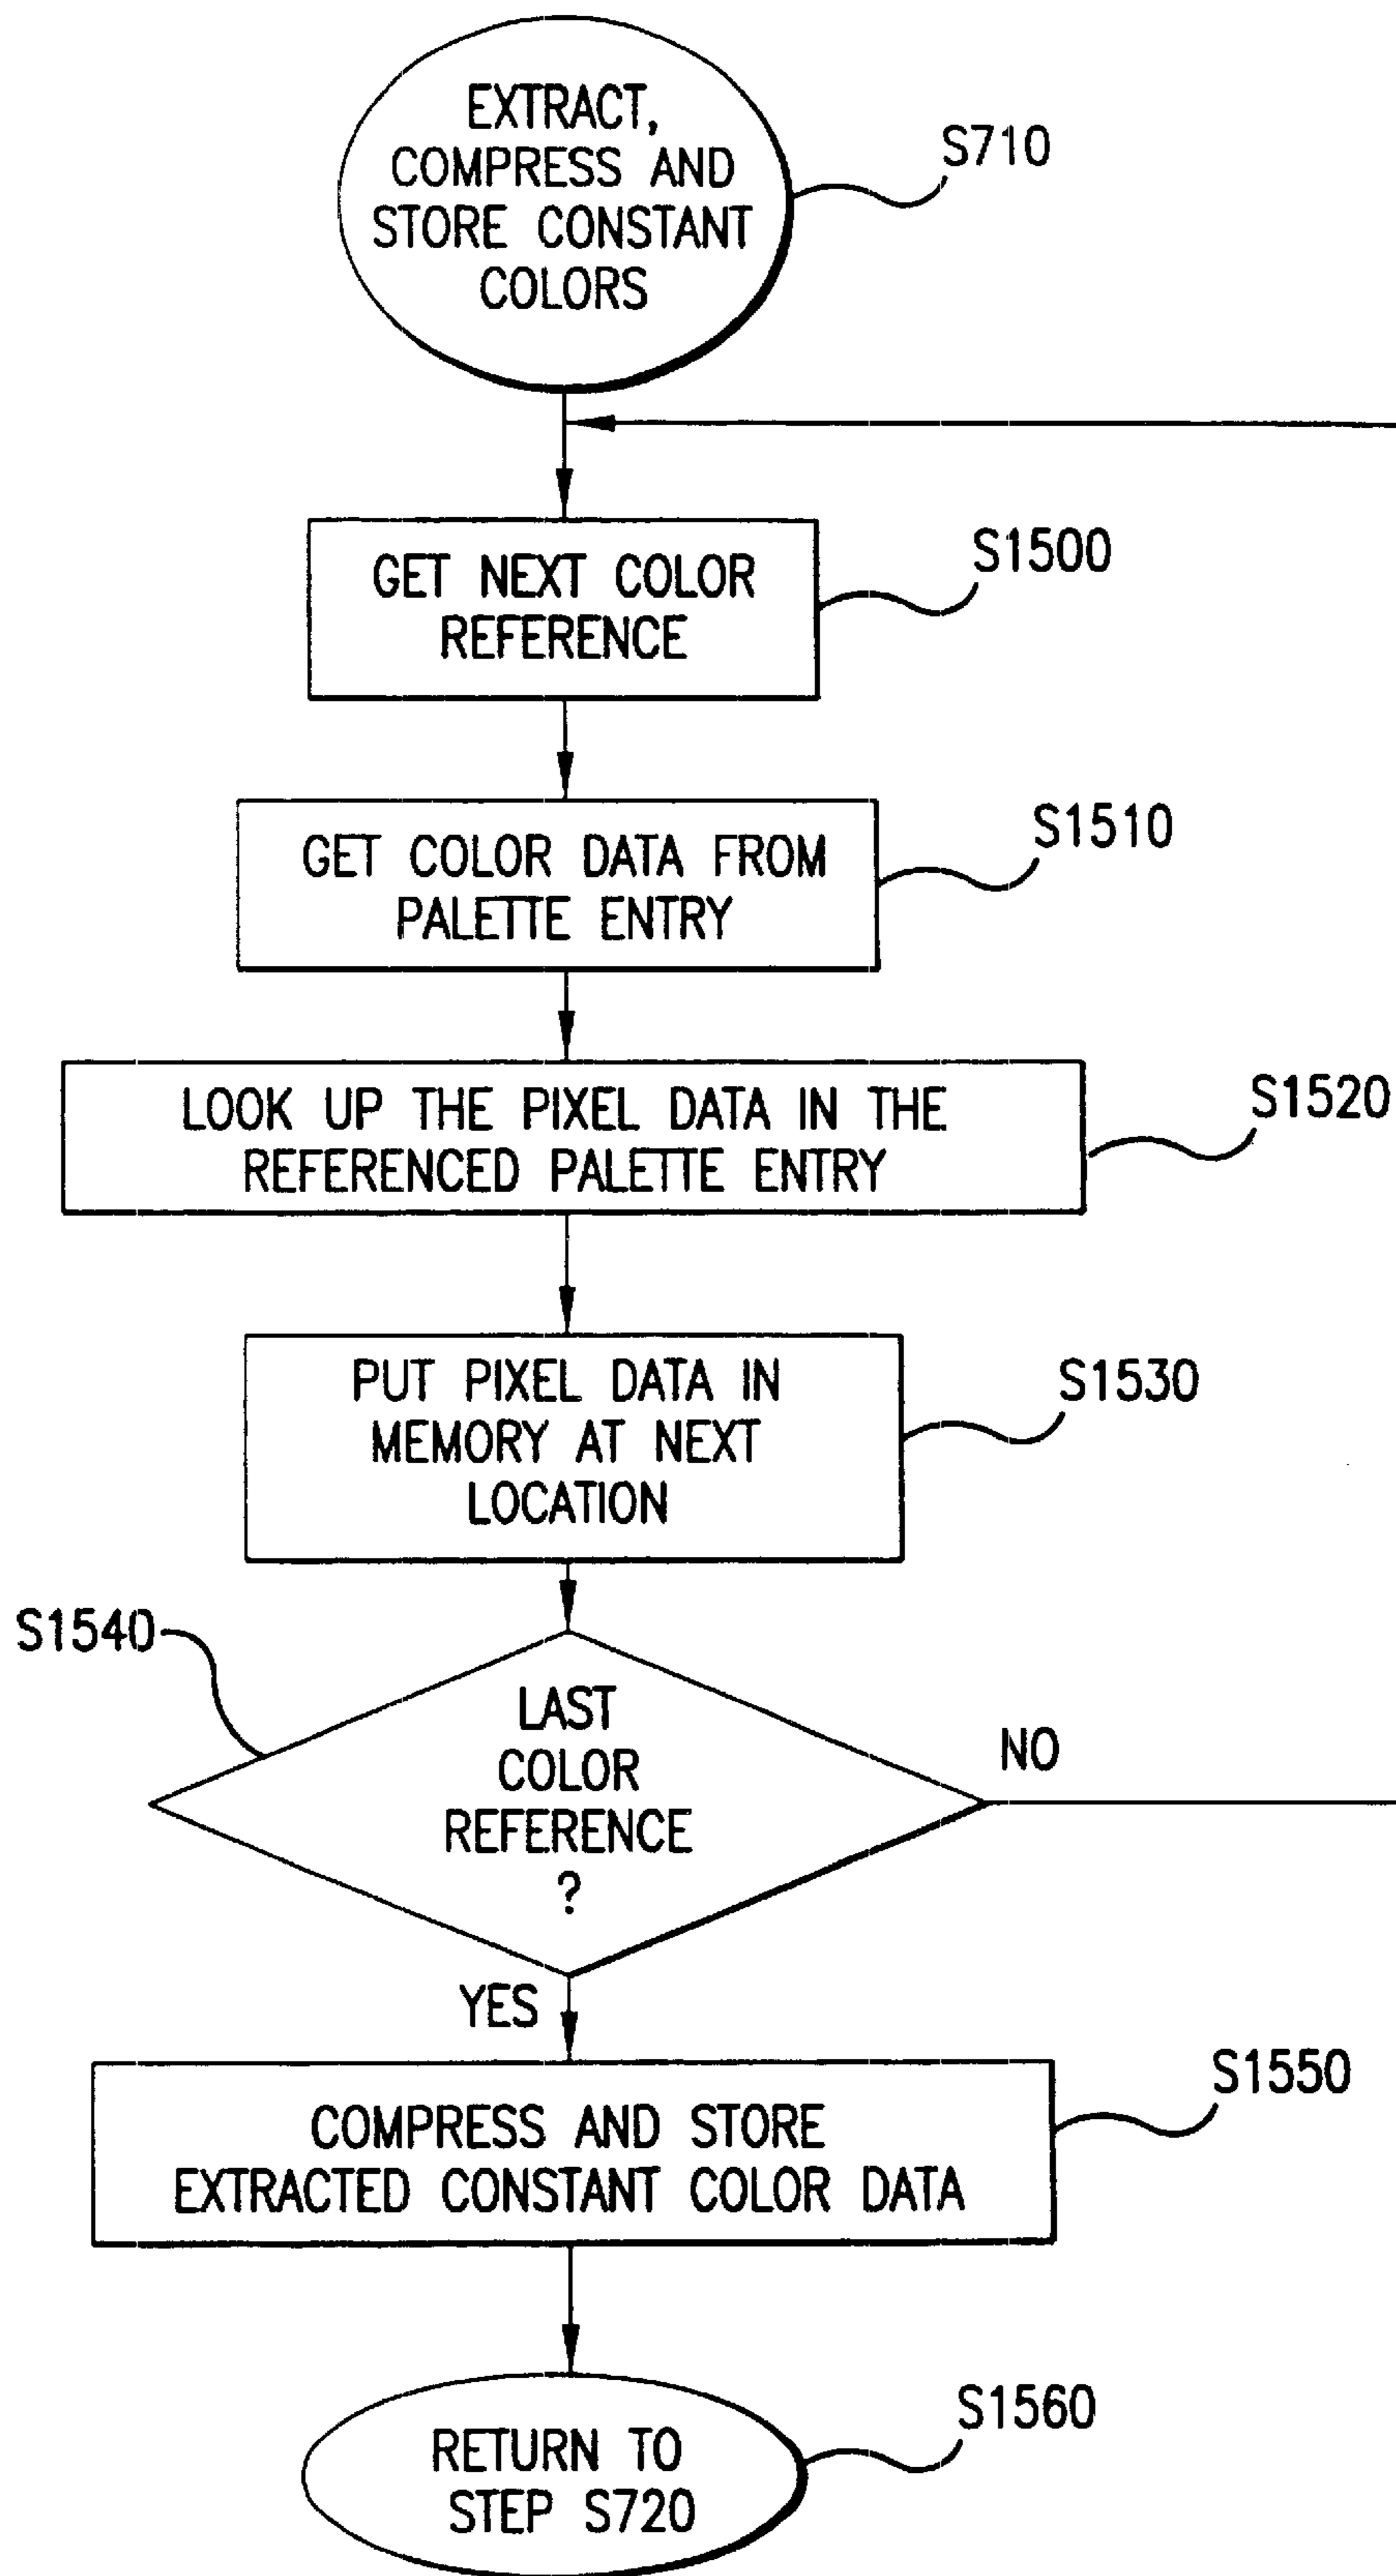 EXTRACT,
COMPRESS AND
STORE CONSTANT
COLORS
S710
GET NEXT COLOR
REFERENCE
S1500
GET COLOR DATA FROM
PALETTE ENTRY
S1510
LOOK UP THE PIXEL DATA IN THE
REFERENCED PALETTE ENTRY
S1520
PUT PIXEL DATA IN
MEMORY AT NEXT
LOCATION
S1530
S1540
LAST
COLOR
REFERENCE
?
NO
YES
COMPRESS AND STORE
EXTRACTED CONSTANT COLOR DATA
S1550
RETURN TO
STEP S720
S1560